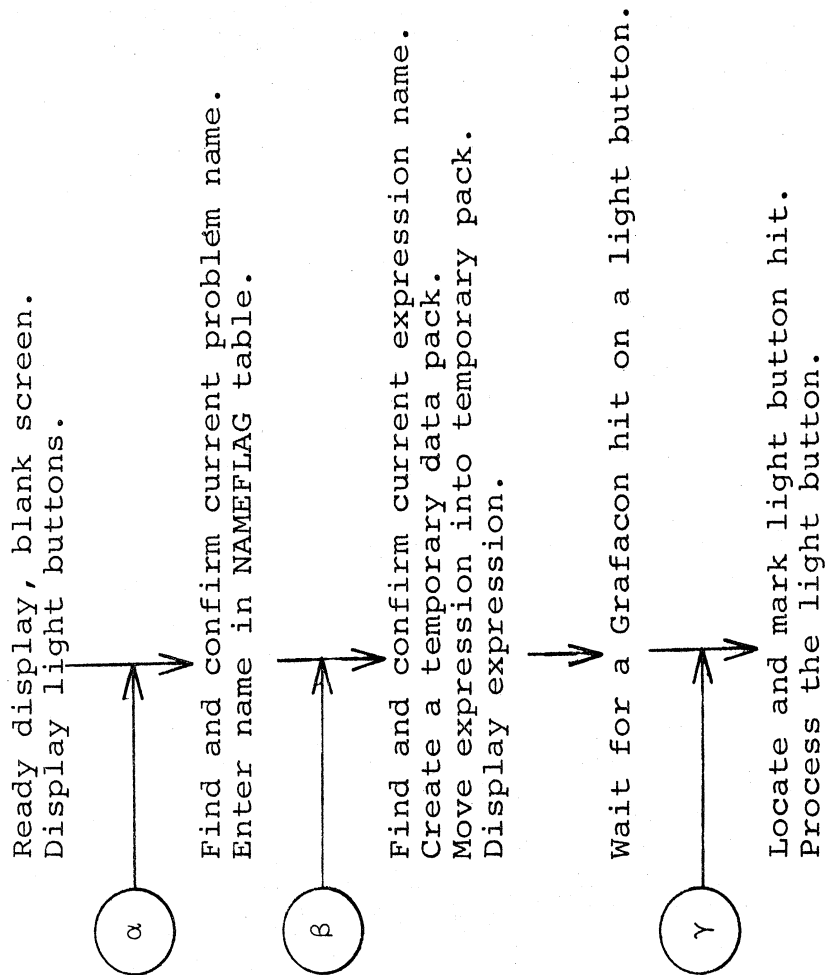 Ready display, blank screen.
Display light buttons.
α
Find and confirm current problem name.
Enter name in NAMEFLAG table.
β
Find and confirm current expression name.
Create a temporary data pack.
Move expression into temporary pack.
Display expression.
Wait for a Grafacon hit on a light button.
γ
Locate and mark light button hit.
Process the light button.